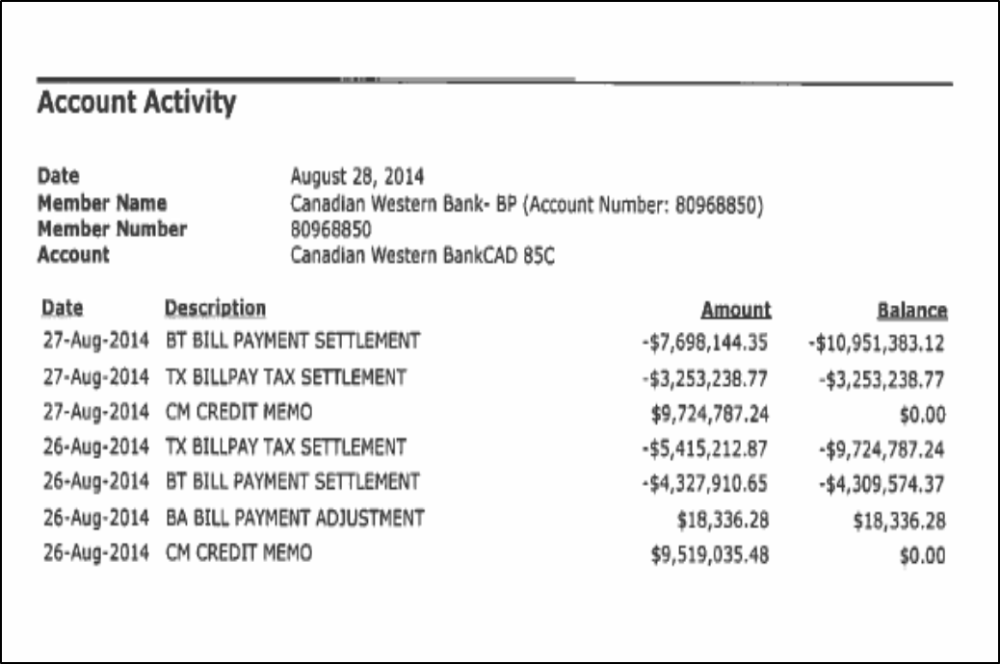 Account Activity
Date August 28, 2014
Member Name Canadian Western Bank- BP (Account Number: 80968850)
Member Number 80968850
Account Canadian Western BankCAD 85C
Date Description Amount Balance
27-Aug-2014 BT BILL PAYMENT SETTLEMENT -$7,698,144.35 -$10,951,383.12
27-Aug-2014 TX BILLPAY TAX SETTLEMENT -$3,253,238.77 -$3,253,238.77
27-Aug-2014 CM CREDIT MEMO $9,724,787.24 $0.00
26-Aug-2014 TX BILLPAY TAX SETTLEMENT -$5,415,212.87 -$9,724,787.24
26-Aug-2014 BT BILL PAYMENT SETTLEMENT -$4,327,910.65 -$4,309,574.37
26-Aug-2014 BA BILL PAYMENT ADJUSTMENT $18,336.28 $18,336.28
26-Aug-2014 CM CREDIT MEMO $9,519,035.48 $0.00